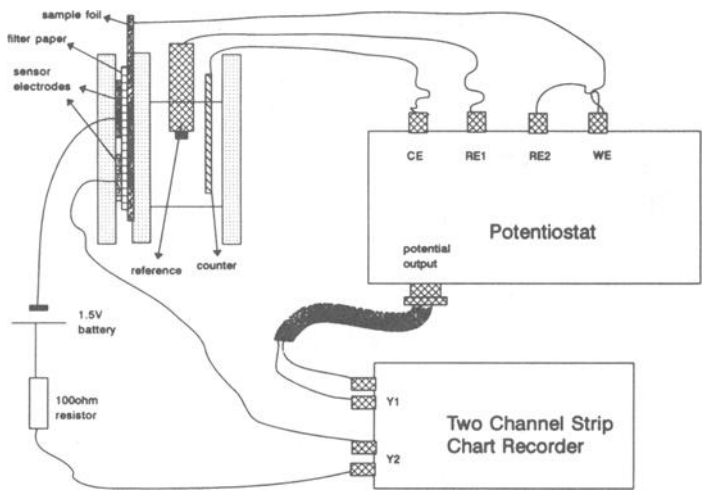 sample foil
filter paper
sensor
electrodes
CE
RE1
RE2
WE
Potentiostat
potential
output
reference
counter
1.5V
battery
100ohm
resistor
Y1
Y2
Two Channel Strip
Chart Recorder